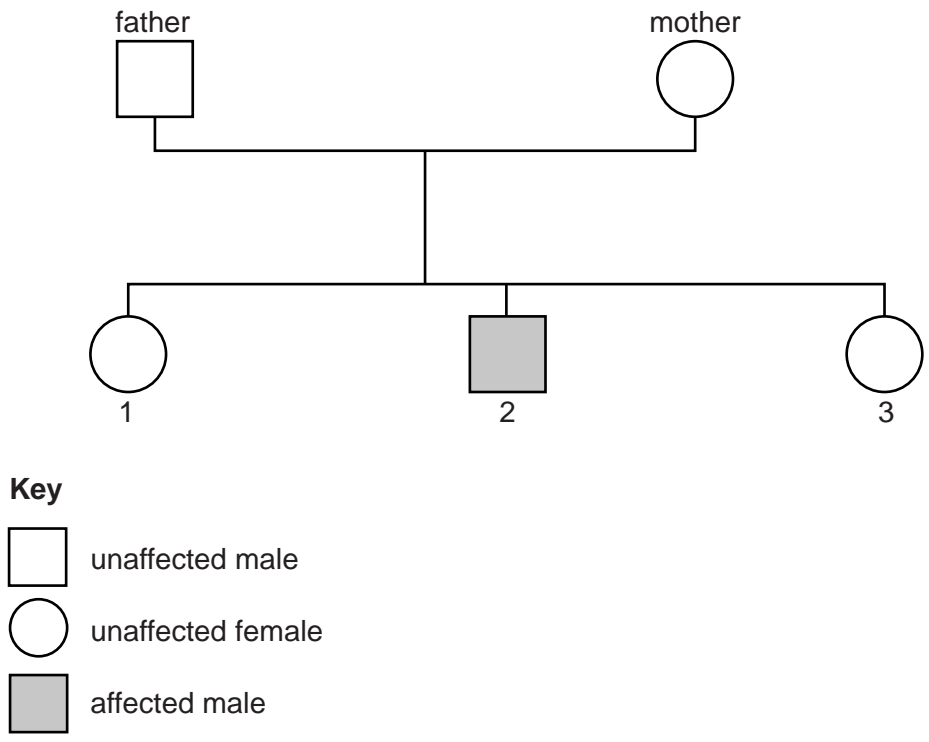 father mother
1 2 3
Key
unaffected male
unaffected female
affected male